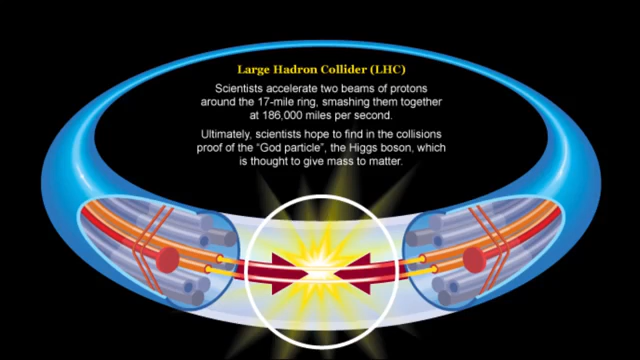 Large Hadron Collider (LHC)
Scientists accelerate two beams of protons
around the 17-mile ring, smashing them together
at 186,000 miles per second.
Ultimately, scientists hope to find in the collisions
proof of the “God particle”, the Higgs boson, which
is thought to give mass to matter.